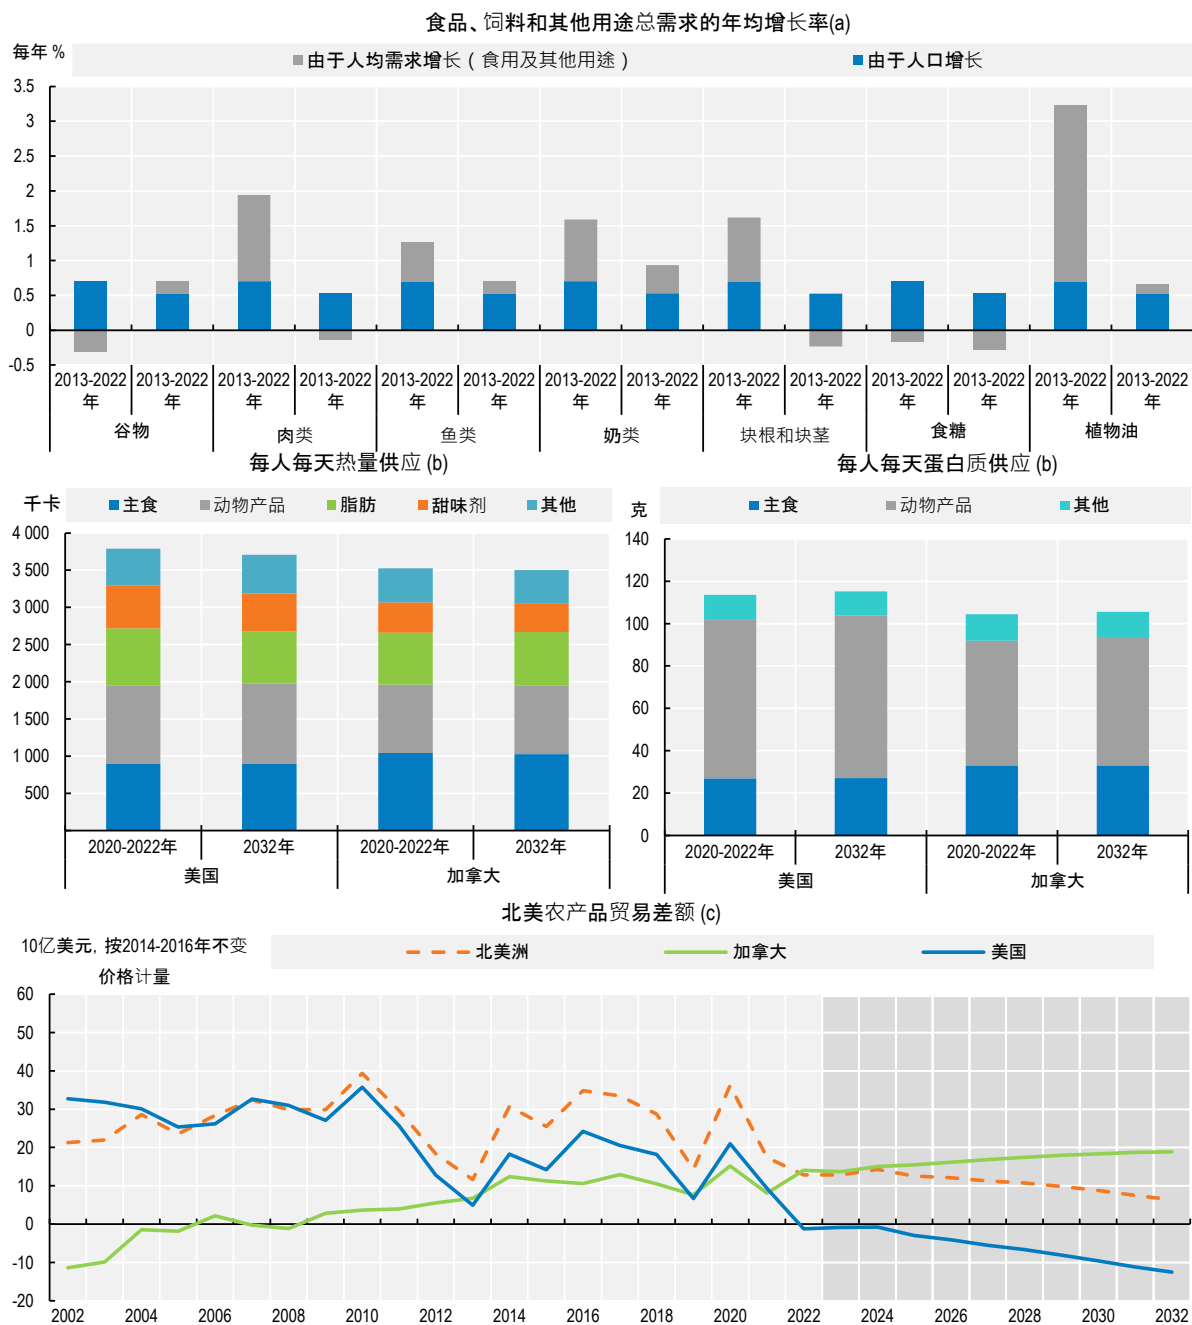 食品、饲料和其他用途总需求的年均增长率(a)
每年 %
由于人均需求增长（食用及其他用途） 由于人口增长
3.5
3
2.5
2
1.5
1
0.5
0
-0.5
2013-2022年 2013-2022年 2013-2022年 2013-2022年 2013-2022年 2013-2022年 2013-2022年 2013-2022年 2013-2022年 2013-2022年 2013-2022年 2013-2022年 2013-2022年 2013-2022年
谷物 肉类 鱼类 奶类 块根和块茎 食糖 植物油
每人每天热量供应 (b)
千卡
主食 动物产品 脂肪 甜味剂 其他
4 000
3 500
3 000
2 500
2 000
1 500
1 000
500
2020-2022年 2032年 2020-2022年 2032年
美国 加拿大
每人每天蛋白质供应 (b)
克
主食 动物产品 其他
140
120
100
80
60
40
20
0
2020-2022年 2032年 2020-2022年 2032年
美国 加拿大
北美农产品贸易差额 (c)
10亿美元, 按2014-2016年不变
价格计量
北美洲 加拿大 美国
60
50
40
30
20
10
0
-10
-20
2002 2004 2006 2008 2010 2012 2014 2016 2018 2020 2022 2024 2026 2028 2030 2032